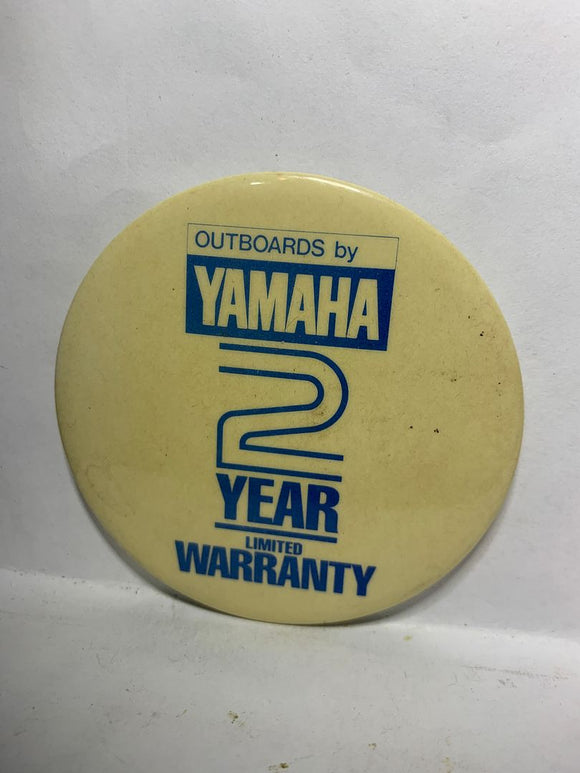 OUTBOARDS by
YAMAHA
2
YEAR
LIMITED
WARRANTY